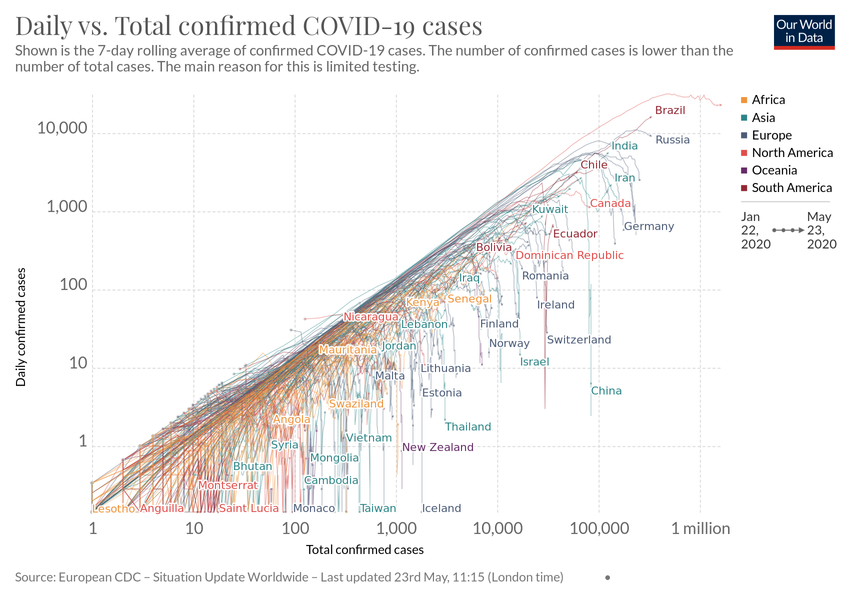 Daily vs. Total confirmed COVID-19 cases
Our World
in Data
Shown is the 7-day rolling average of confirmed COVID-19 cases. The number of confirmed cases is lower than the
number of total cases. The main reason for this is limited testing.
Africa
Asia
Europe
North America
Oceania
South America
Jan
22,
2020
May
23,
2020
Daily confirmed cases
10,000
1,000
100
10
1
Brazil
Russia
India
Chile
Iran
Canada
Kuwait
Germany
Ecuador
Bolivia
Dominican Republic
Iraq
Romania
Kenya
Senegal
Ireland
Nicaragua
Lebanon
Finland
Switzerland
Norway
Jordan
Mauritania
Israel
Lithuania
Malta
China
Estonia
Swaziland
Angola
Thailand
Vietnam
Syria
New Zealand
Mongolia
Bhutan
Cambodia
Montserrat
Lesotho
Anguilla
Saint Lucia
Monaco
Taiwan
Iceland
1
10
100
1,000
10,000
100,000
1 million
Total confirmed cases
Source: European CDC – Situation Update Worldwide – Last updated 23rd May, 11:15 (London time)